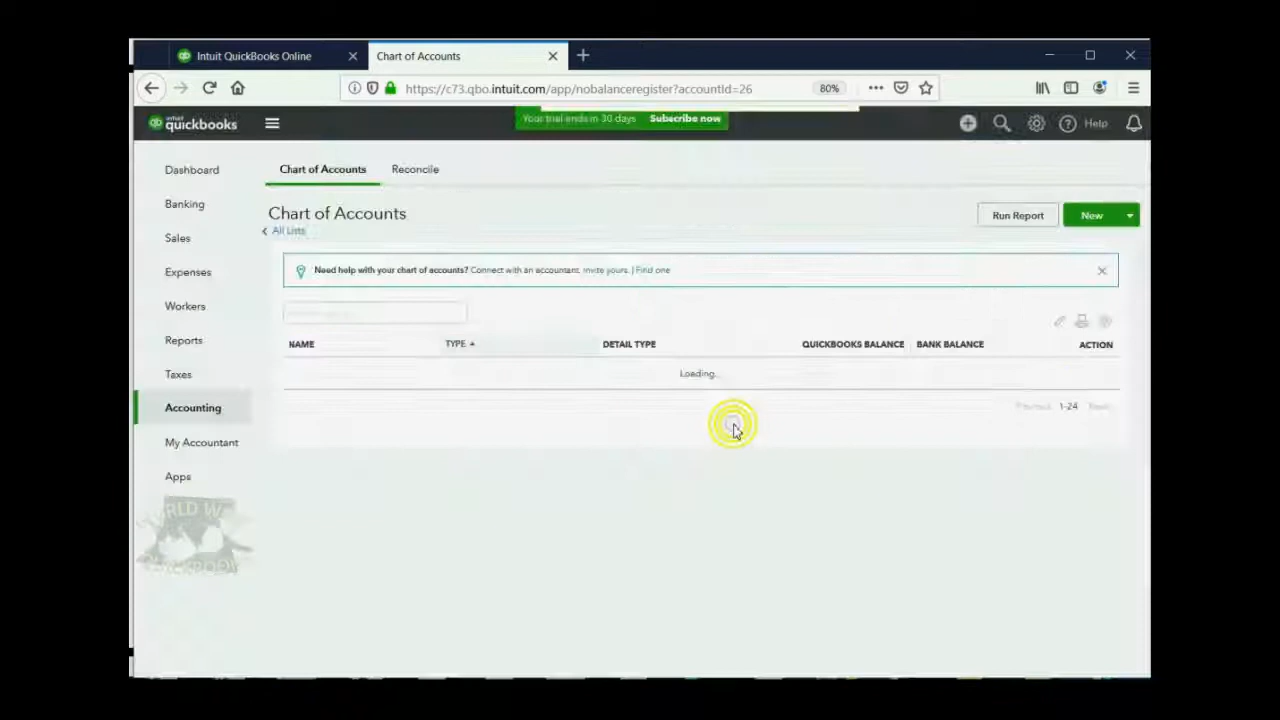 Intuit QuickBooks Online
Chart of Accounts
https://c73.qbo.intuit.com/app/nobalanceregister?accountId=26
80%
intuit
quickbooks
Your trial ends in 30 days Subscribe now
Help
Dashboard
Banking
Sales
Expenses
Workers
Reports
Taxes
Accounting
My Accountant
Apps
Chart of Accounts Reconcile
Chart of Accounts
All Lists
Run Report New
Need help with your chart of accounts? Connect with an accountant. Invite yours. | Find one
NAME TYPE DETAIL TYPE QUICKBOOKS BALANCE BANK BALANCE ACTION
Loading...
Previous 1-24 Next